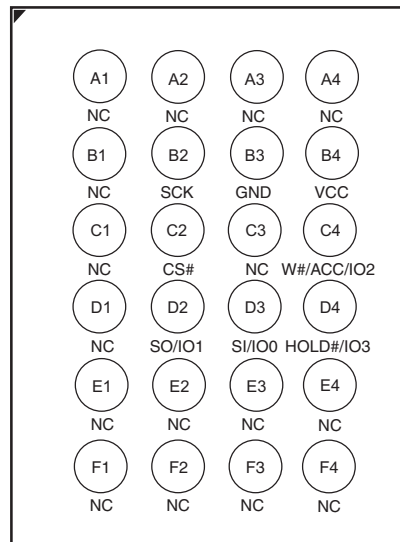 A1 A2 A3 A4
NC NC NC NC
B1 B2 B3 B4
NC SCK GND VCC
C1 C2 C3 C4
NC CS# NC W#/ACC/IO2
D1 D2 D3 D4
NC SO/IO1 SI/IO0 HOLD#/IO3
E1 E2 E3 E4
NC NC NC NC
F1 F2 F3 F4
NC NC NC NC